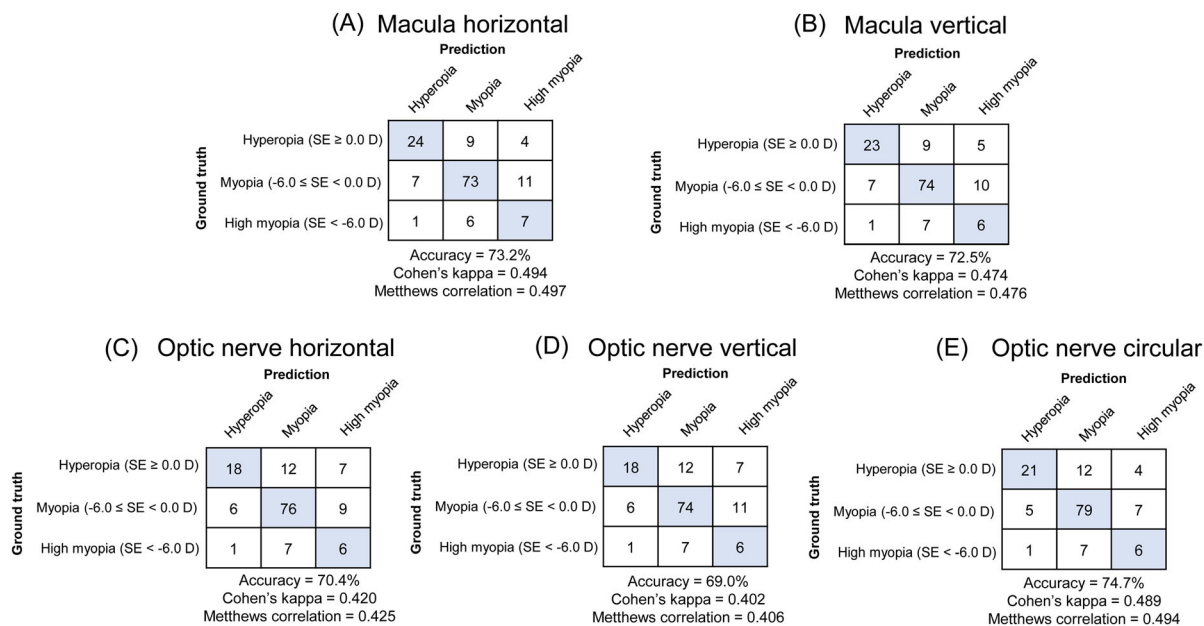 (A) Macula horizontal
Prediction
Hyperopia
Myopia
High myopia
Ground truth
Hyperopia (SE ≥ 0.0 D) 24 9 4
Myopia (-6.0 ≤ SE < 0.0 D) 7 73 11
High myopia (SE < -6.0 D) 1 6 7
Accuracy = 73.2%
Cohen's kappa = 0.494
Metthews correlation = 0.497
(B) Macula vertical
Prediction
Hyperopia
Myopia
High myopia
Ground truth
Hyperopia (SE ≥ 0.0 D) 23 9 5
Myopia (-6.0 ≤ SE < 0.0 D) 7 74 10
High myopia (SE < -6.0 D) 1 7 6
Accuracy = 72.5%
Cohen's kappa = 0.474
Metthews correlation = 0.476
(C) Optic nerve horizontal
Prediction
Hyperopia
Myopia
High myopia
Ground truth
Hyperopia (SE ≥ 0.0 D) 18 12 7
Myopia (-6.0 ≤ SE < 0.0 D) 6 76 9
High myopia (SE < -6.0 D) 1 7 6
Accuracy = 70.4%
Cohen's kappa = 0.420
Metthews correlation = 0.425
(D) Optic nerve vertical
Prediction
Hyperopia
Myopia
High myopia
Ground truth
Hyperopia (SE ≥ 0.0 D) 18 12 7
Myopia (-6.0 ≤ SE < 0.0 D) 6 74 11
High myopia (SE < -6.0 D) 1 7 6
Accuracy = 69.0%
Cohen's kappa = 0.402
Metthews correlation = 0.406
(E) Optic nerve circular
Prediction
Hyperopia
Myopia
High myopia
Ground truth
Hyperopia (SE ≥ 0.0 D) 21 12 4
Myopia (-6.0 ≤ SE < 0.0 D) 5 79 7
High myopia (SE < -6.0 D) 1 7 6
Accuracy = 74.7%
Cohen's kappa = 0.489
Metthews correlation = 0.494